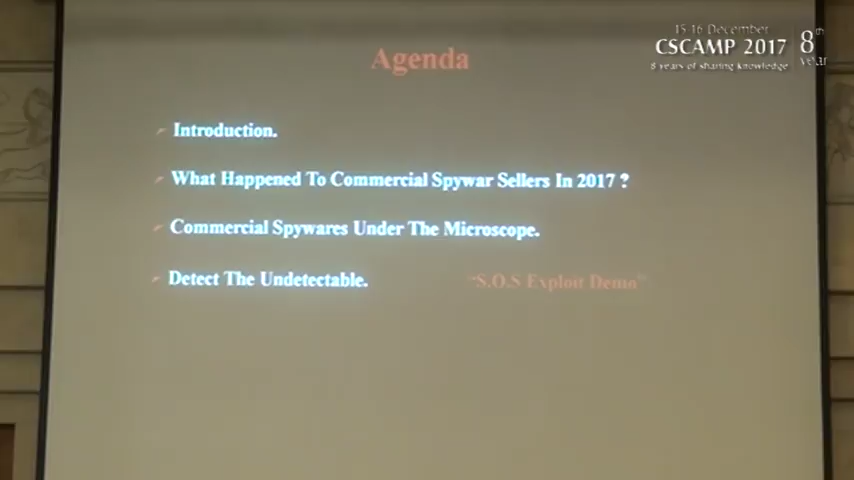 15-16 December
CSCAMP 2017
8 years of sharing knowledge
8th year
Agenda
Introduction.
What Happened To Commercial Spywar Sellers In 2017 ?
Commercial Spywares Under The Microscope.
Detect The Undetectable. "S.O.S Exploit Demo"